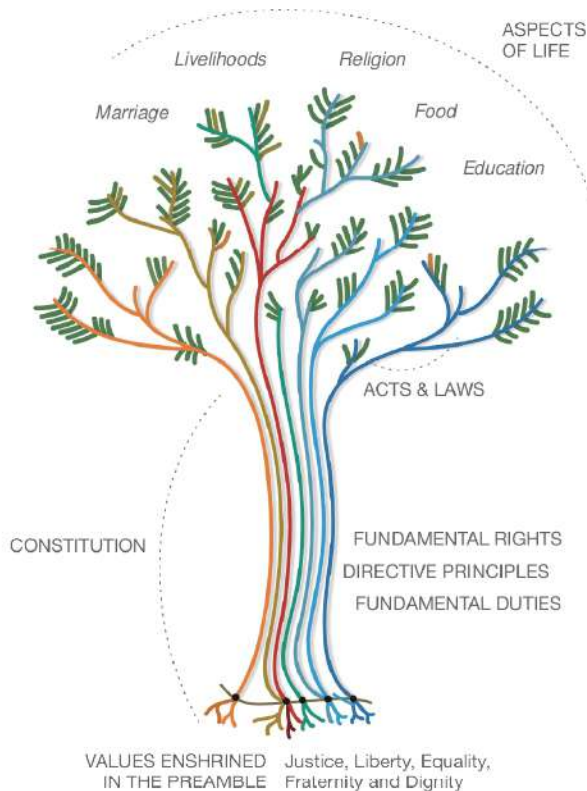 ASPECTS
OF LIFE
Livelihoods
Religion
Marriage
Food
Education
ACTS & LAWS
CONSTITUTION
FUNDAMENTAL RIGHTS
DIRECTIVE PRINCIPLES
FUNDAMENTAL DUTIES
VALUES ENSHRINED
IN THE PREAMBLE
Justice, Liberty, Equality,
Fraternity and Dignity